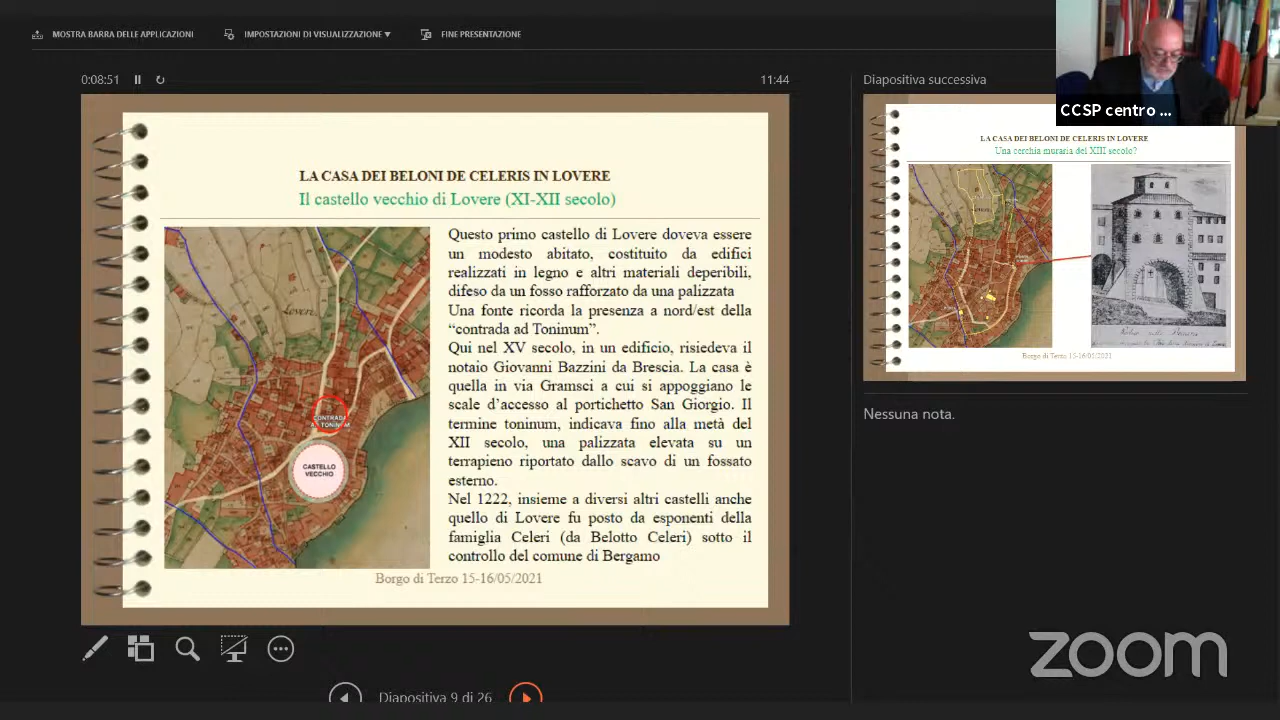 MOSTRA BARRA DELLE APPLICAZIONI
IMPOSTAZIONI DI VISUALIZZAZIONE ▼
FINE PRESENTAZIONE
0:08:51
11:44
LA CASA DEI BELONI DE CELERIS IN LOVERE
Il castello vecchio di Lovere (XI-XII secolo)
Loveri
CONTRADA
AD TONINUM
CASTELLO
VECCHIO
Questo primo castello di Lovere doveva essere
un modesto abitato, costituito da edifici
realizzati in legno e altri materiali deperibili,
difeso da un fosso rafforzato da una palizzata
Una fonte ricorda la presenza a nord/est della
“contrada ad Toninum”.
Qui nel XV secolo, in un edificio, risiedeva il
notaio Giovanni Bazzini da Brescia. La casa è
quella in via Gramsci a cui si appoggiano le
scale d’accesso al portichetto San Giorgio. Il
termine toninum, indicava fino alla metà del
XII secolo, una palizzata elevata su un
terrapieno riportato dallo scavo di un fossato
esterno.
Nel 1222, insieme a diversi altri castelli anche
quello di Lovere fu posto da esponenti della
famiglia Celeri (da Belotto Celeri) sotto il
controllo del comune di Bergamo
Borgo di Terzo 15-16/05/2021
Diapositiva 9 di 26
Diapositiva successiva
CCSP centro ...
LA CASA DEI BELONI DE CELERIS IN LOVERE
Una cerchia muraria del XIII secolo?
Borgo di Terzo 15-16/05/2021
Nessuna nota.
zoom